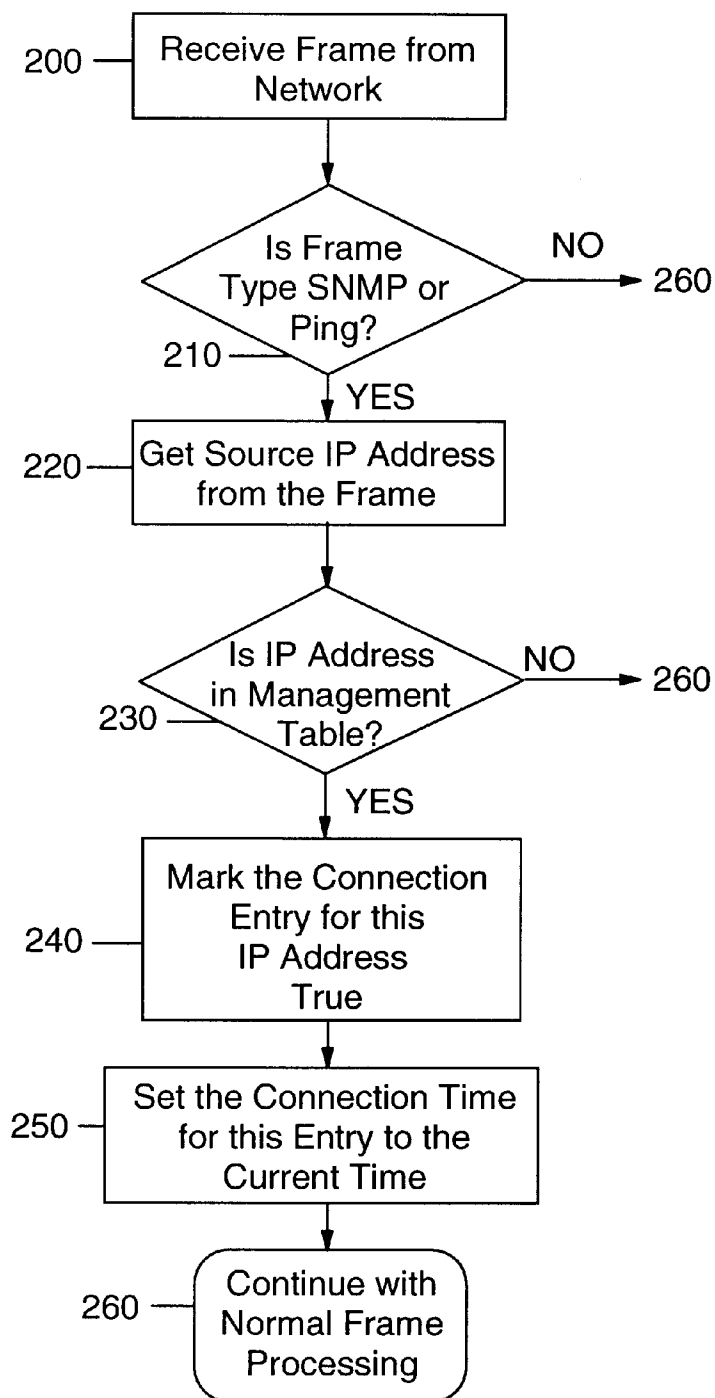 200
Receive Frame from
Network
Is Frame
Type SNMP or
Ping?
NO
260
210
YES
220
Get Source IP Address
from the Frame
Is IP Address
in Management
Table?
NO
260
230
YES
240
Mark the Connection
Entry for this
IP Address
True
250
Set the Connection Time
for this Entry to the
Current Time
260
Continue with
Normal Frame
Processing